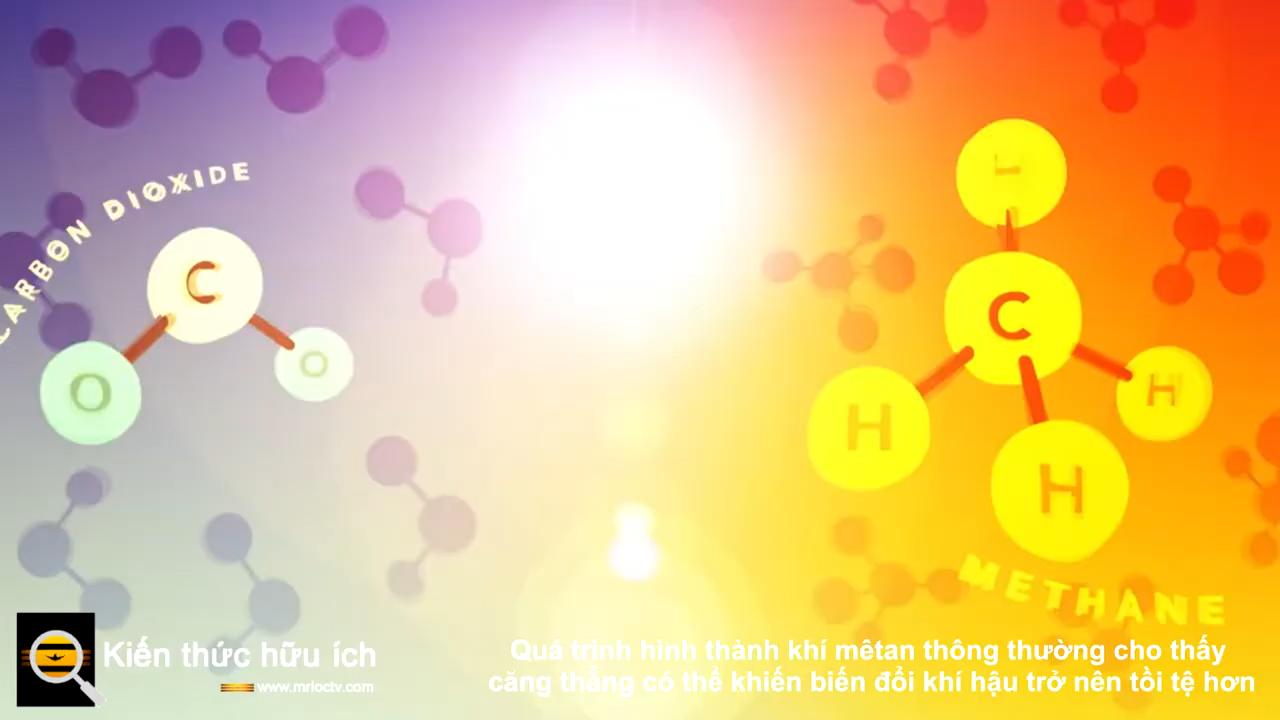 CARBON DIOXIDE
C
O
O
H
C
H
H
H
METHANE
Kiến thức hữu ích
www.mrloctv.com
Quá trình hình thành khí mêtan thông thường cho thấy
căng thẳng có thể khiến biến đổi khí hậu trở nên tồi tệ hơn